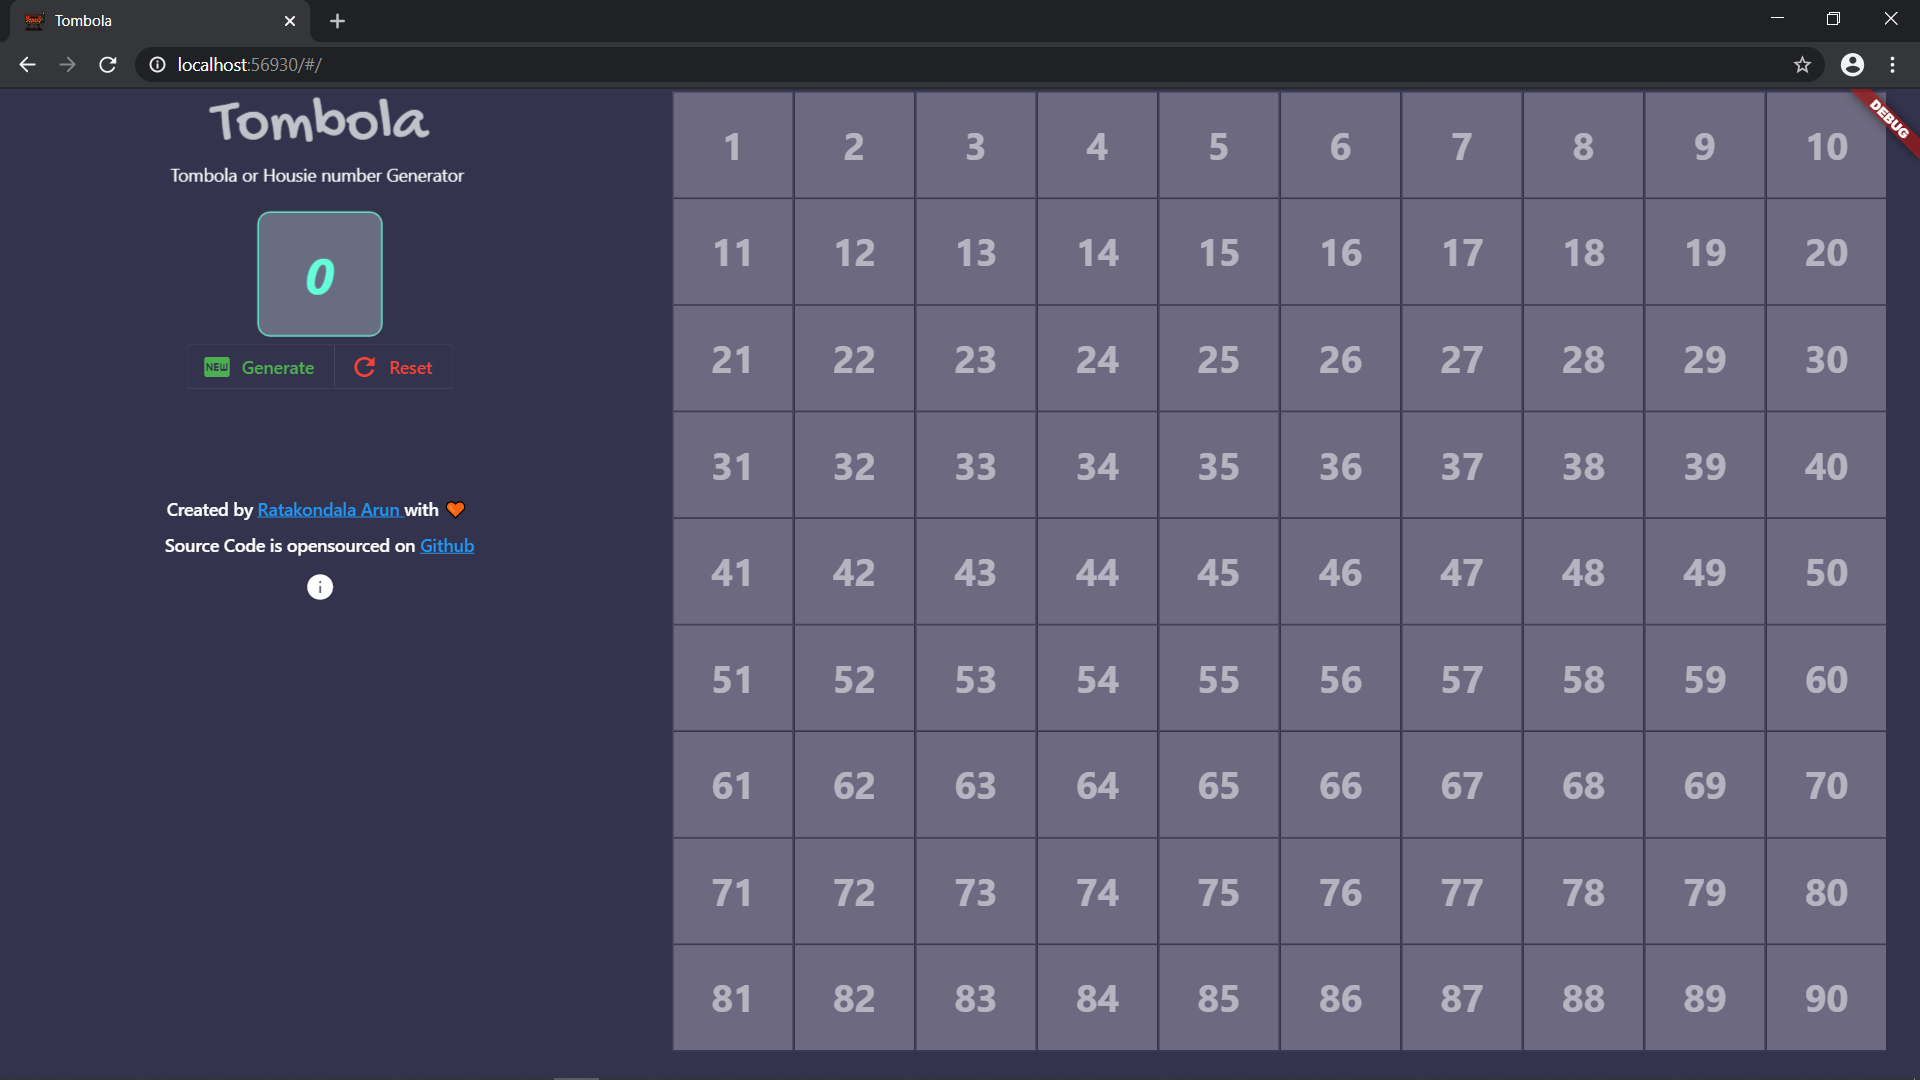 Tombola
localhost:56930/#/
Tombola
Tombola or Housie number Generator
0
NEW Generate Reset
Created by Ratakondala Arun with 🧡
Source Code is opensourced on Github
i
DEBUG
1 2 3 4 5 6 7 8 9 10
11 12 13 14 15 16 17 18 19 20
21 22 23 24 25 26 27 28 29 30
31 32 33 34 35 36 37 38 39 40
41 42 43 44 45 46 47 48 49 50
51 52 53 54 55 56 57 58 59 60
61 62 63 64 65 66 67 68 69 70
71 72 73 74 75 76 77 78 79 80
81 82 83 84 85 86 87 88 89 90